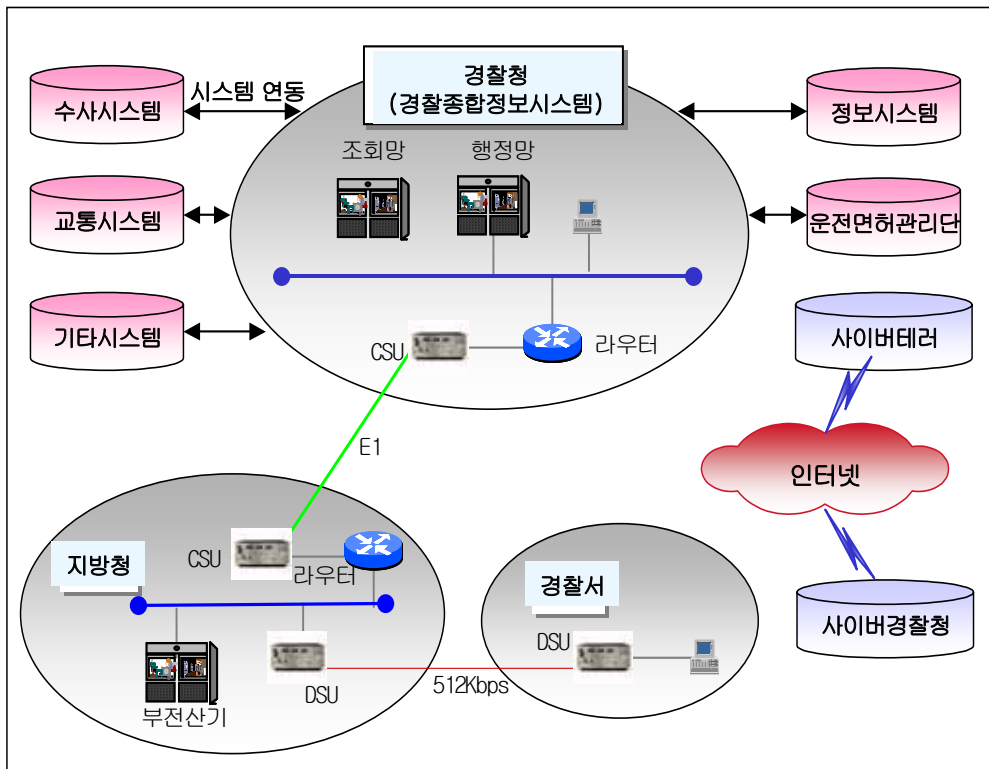 경찰청
(경찰종합정보시스템)
수사시스템
시스템 연동
정보시스템
조회망
행정망
교통시스템
운전면허관리단
기타시스템
CSU
라우터
사이버테러
E1
인터넷
지방청
CSU
라우터
경찰서
사이버경찰청
DSU
DSU
512Kbps
부전산기